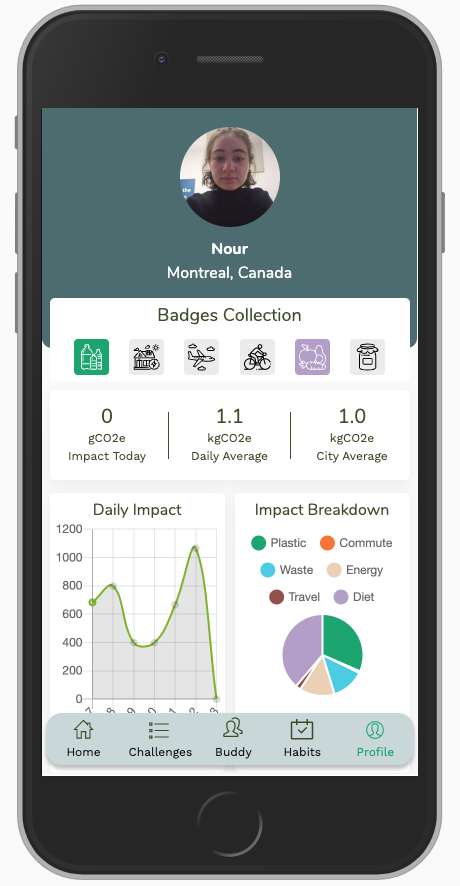 Nour
Montreal, Canada
Badges Collection
0
gCO2e
Impact Today
1.1
kgCO2e
Daily Average
1.0
kgCO2e
City Average
Daily Impact
1200
1000
800
600
400
200
0
Impact Breakdown
Plastic Commute
Waste Energy
Travel Diet
Home Challenges Buddy Habits Profile